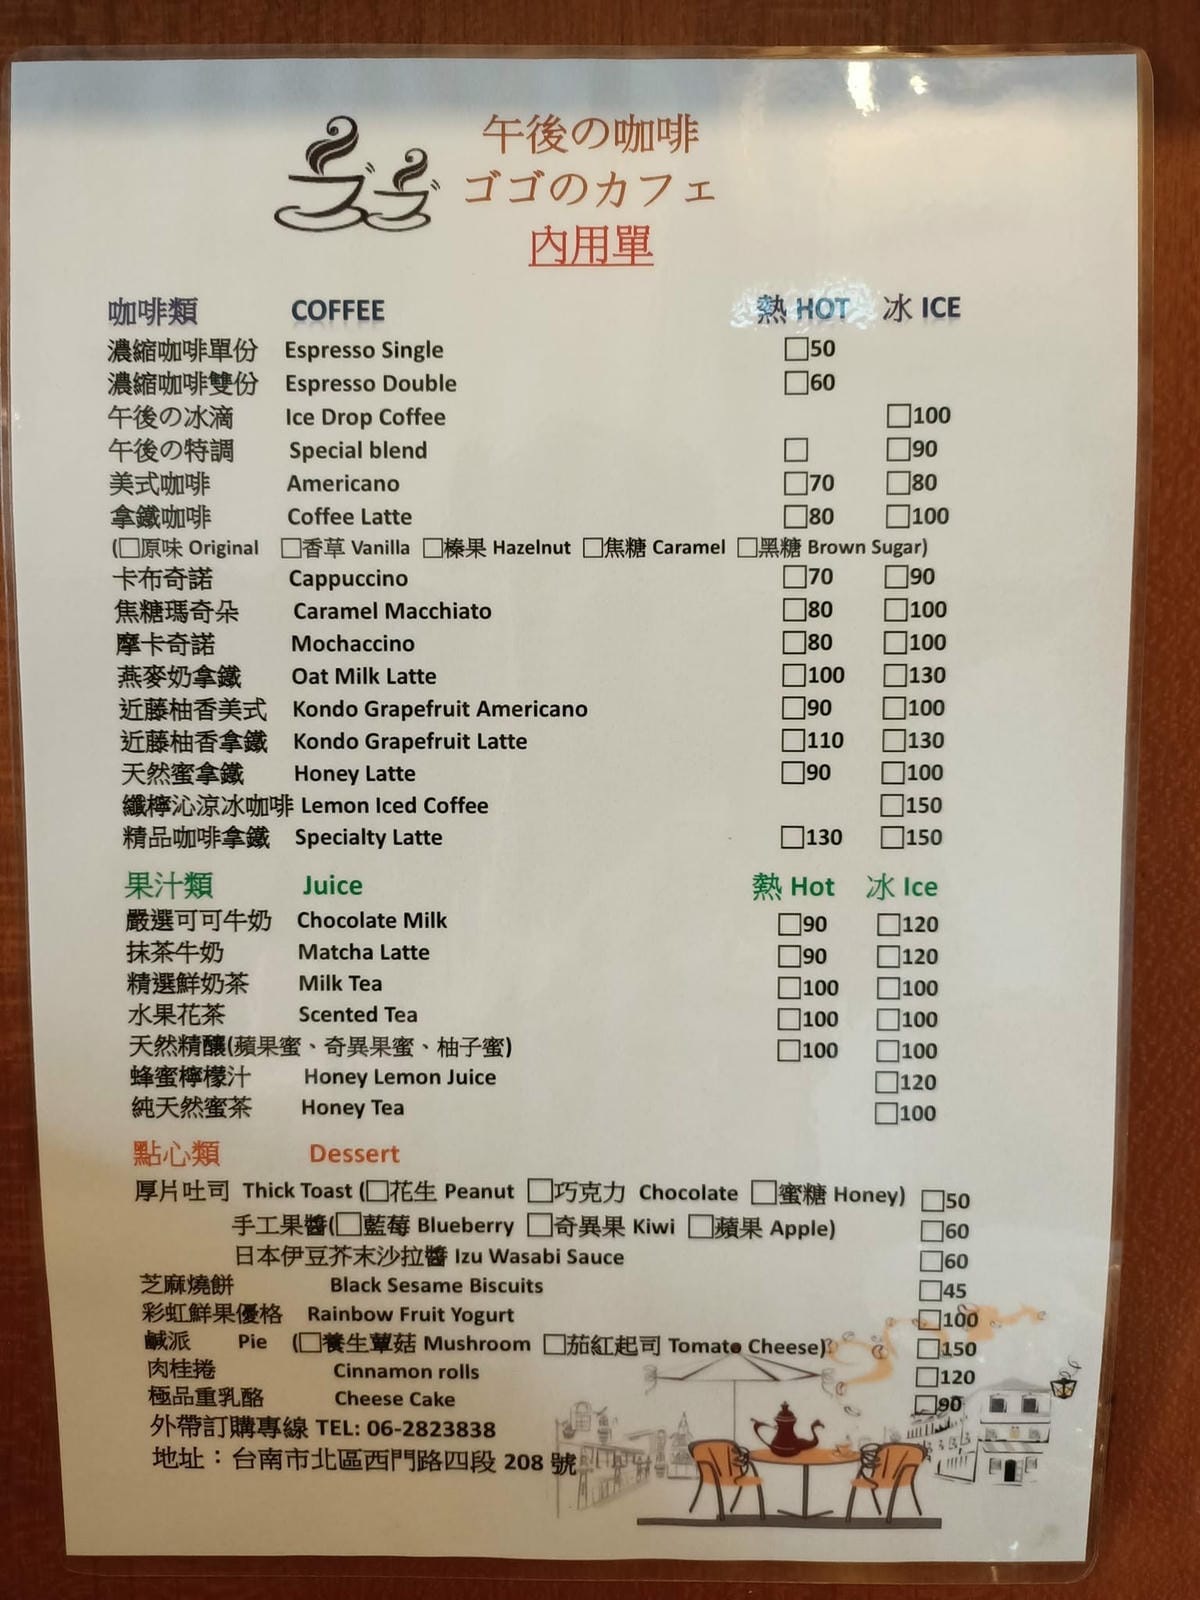 午後の咖啡
ゴゴのカフェ
內用單
咖啡類 COFFEE 熱 HOT 冰 ICE
濃縮咖啡單份 Espresso Single □50
濃縮咖啡雙份 Espresso Double □60
午後の冰滴 Ice Drop Coffee □100
午後の特調 Special blend □ □90
美式咖啡 Americano □70 □80
拿鐵咖啡 Coffee Latte □80 □100
(□原味 Original □香草 Vanilla □榛果 Hazelnut □焦糖 Caramel □黑糖 Brown Sugar)
卡布奇諾 Cappuccino □70 □90
焦糖瑪奇朵 Caramel Macchiato □80 □100
摩卡奇諾 Mochaccino □80 □100
燕麥奶拿鐵 Oat Milk Latte □100 □130
近藤柚香美式 Kondo Grapefruit Americano □90 □100
近藤柚香拿鐵 Kondo Grapefruit Latte □110 □130
天然蜜拿鐵 Honey Latte □90 □100
纖檸沁涼冰咖啡 Lemon Iced Coffee □150
精品咖啡拿鐵 Specialty Latte □130 □150
果汁類 Juice 熱 Hot 冰 Ice
嚴選可可牛奶 Chocolate Milk □90 □120
抹茶牛奶 Matcha Latte □90 □120
精選鮮奶茶 Milk Tea □100 □100
水果花茶 Scented Tea □100 □100
天然精釀(蘋果蜜、奇異果蜜、柚子蜜) □100 □100
蜂蜜檸檬汁 Honey Lemon Juice □120
純天然蜜茶 Honey Tea □100
點心類 Dessert
厚片吐司 Thick Toast (□花生 Peanut □巧克力 Chocolate □蜜糖 Honey) □50
手工果醬(□藍莓 Blueberry □奇異果 Kiwi □蘋果 Apple) □60
日本伊豆芥末沙拉醬 Izu Wasabi Sauce □60
芝麻燒餅 Black Sesame Biscuits □45
彩虹鮮果優格 Rainbow Fruit Yogurt □100
鹹派 Pie (□養生蕈菇 Mushroom □茄紅起司 Tomato Cheese) □150
肉桂捲 Cinnamon rolls □120
極品重乳酪 Cheese Cake □90
外帶訂購專線 TEL: 06-2823838
地址：台南市北區西門路四段 208 號